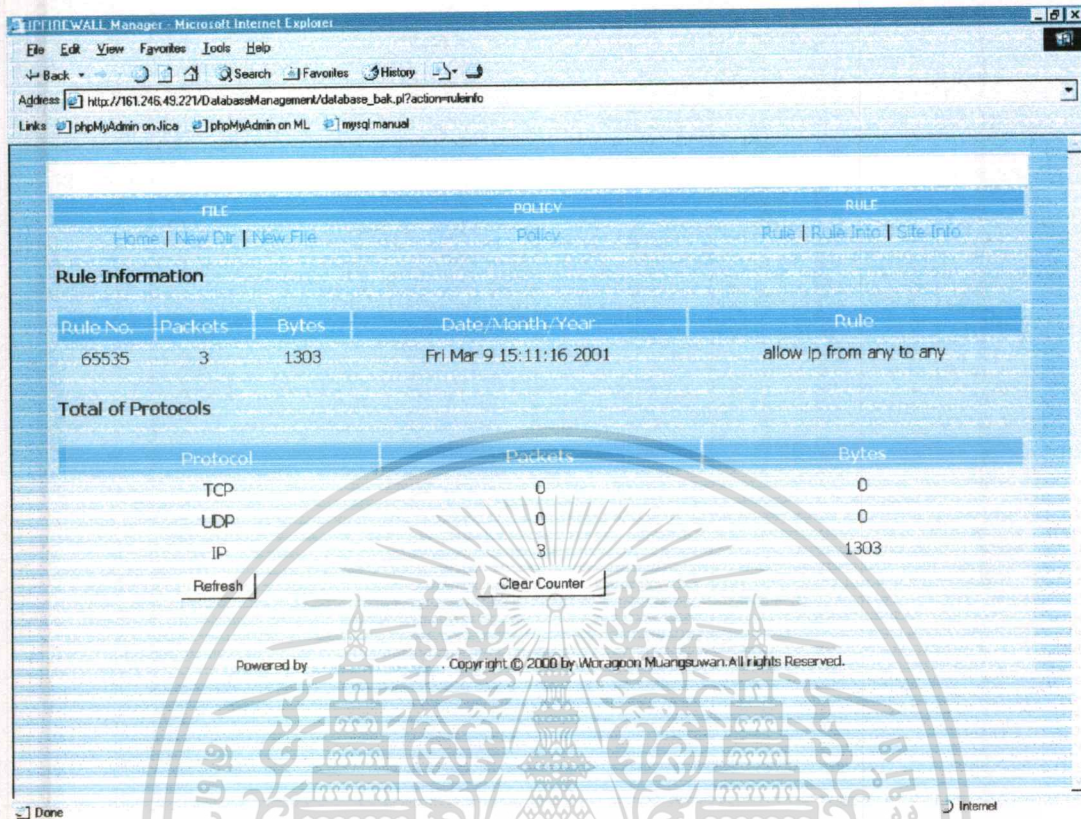 IPFIREWALL Manager - Microsoft Internet Explorer
File Edit View Favorites Tools Help
Back Search Favorites History
Address http://161.246.49.221/DatabaseManagement/database_bak.pl?action=ruleinfo
Links phpMyAdmin on Jica phpMyAdmin on ML mysql manual
FILE POLICY RULE
Home | New Dir | New File Policy Rule | Rule Info | Site Info
Rule Information
Rule No. Packets Bytes Date/Month/Year Rule
65535 3 1303 Fri Mar 9 15:11:16 2001 allow ip from any to any
Total of Protocols
Protocol Packets Bytes
TCP 0 0
UDP 0 0
IP 3 1303
Refresh Clear Counter
Powered by . Copyright © 2000 by Woragoon Muangsuwan.All rights Reserved.
Done Internet